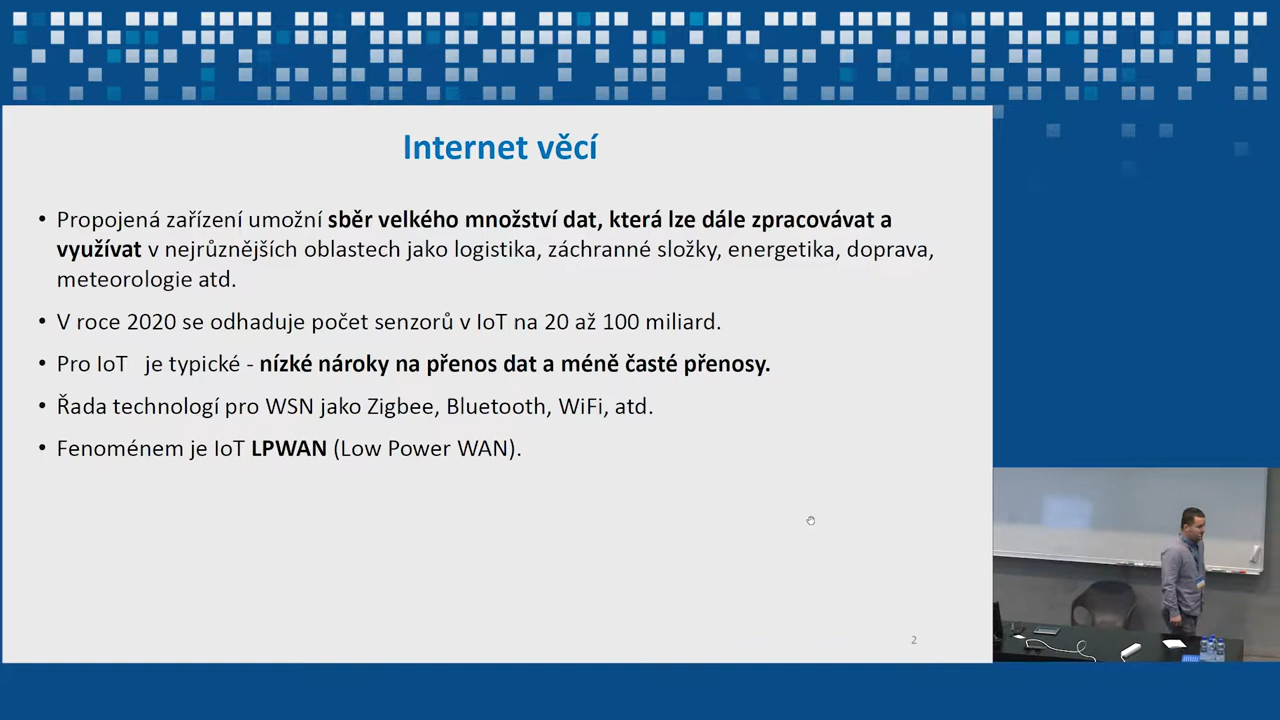 Internet věcí
• Propojená zařízení umožní sběr velkého množství dat, která lze dále zpracovávat a
využívat v nejrůznějších oblastech jako logistika, záchranné složky, energetika, doprava,
meteorologie atd.
• V roce 2020 se odhaduje počet senzorů v IoT na 20 až 100 miliard.
• Pro IoT je typické - nízké nároky na přenos dat a méně časté přenosy.
• Řada technologí pro WSN jako Zigbee, Bluetooth, WiFi, atd.
• Fenoménem je IoT LPWAN (Low Power WAN).
2